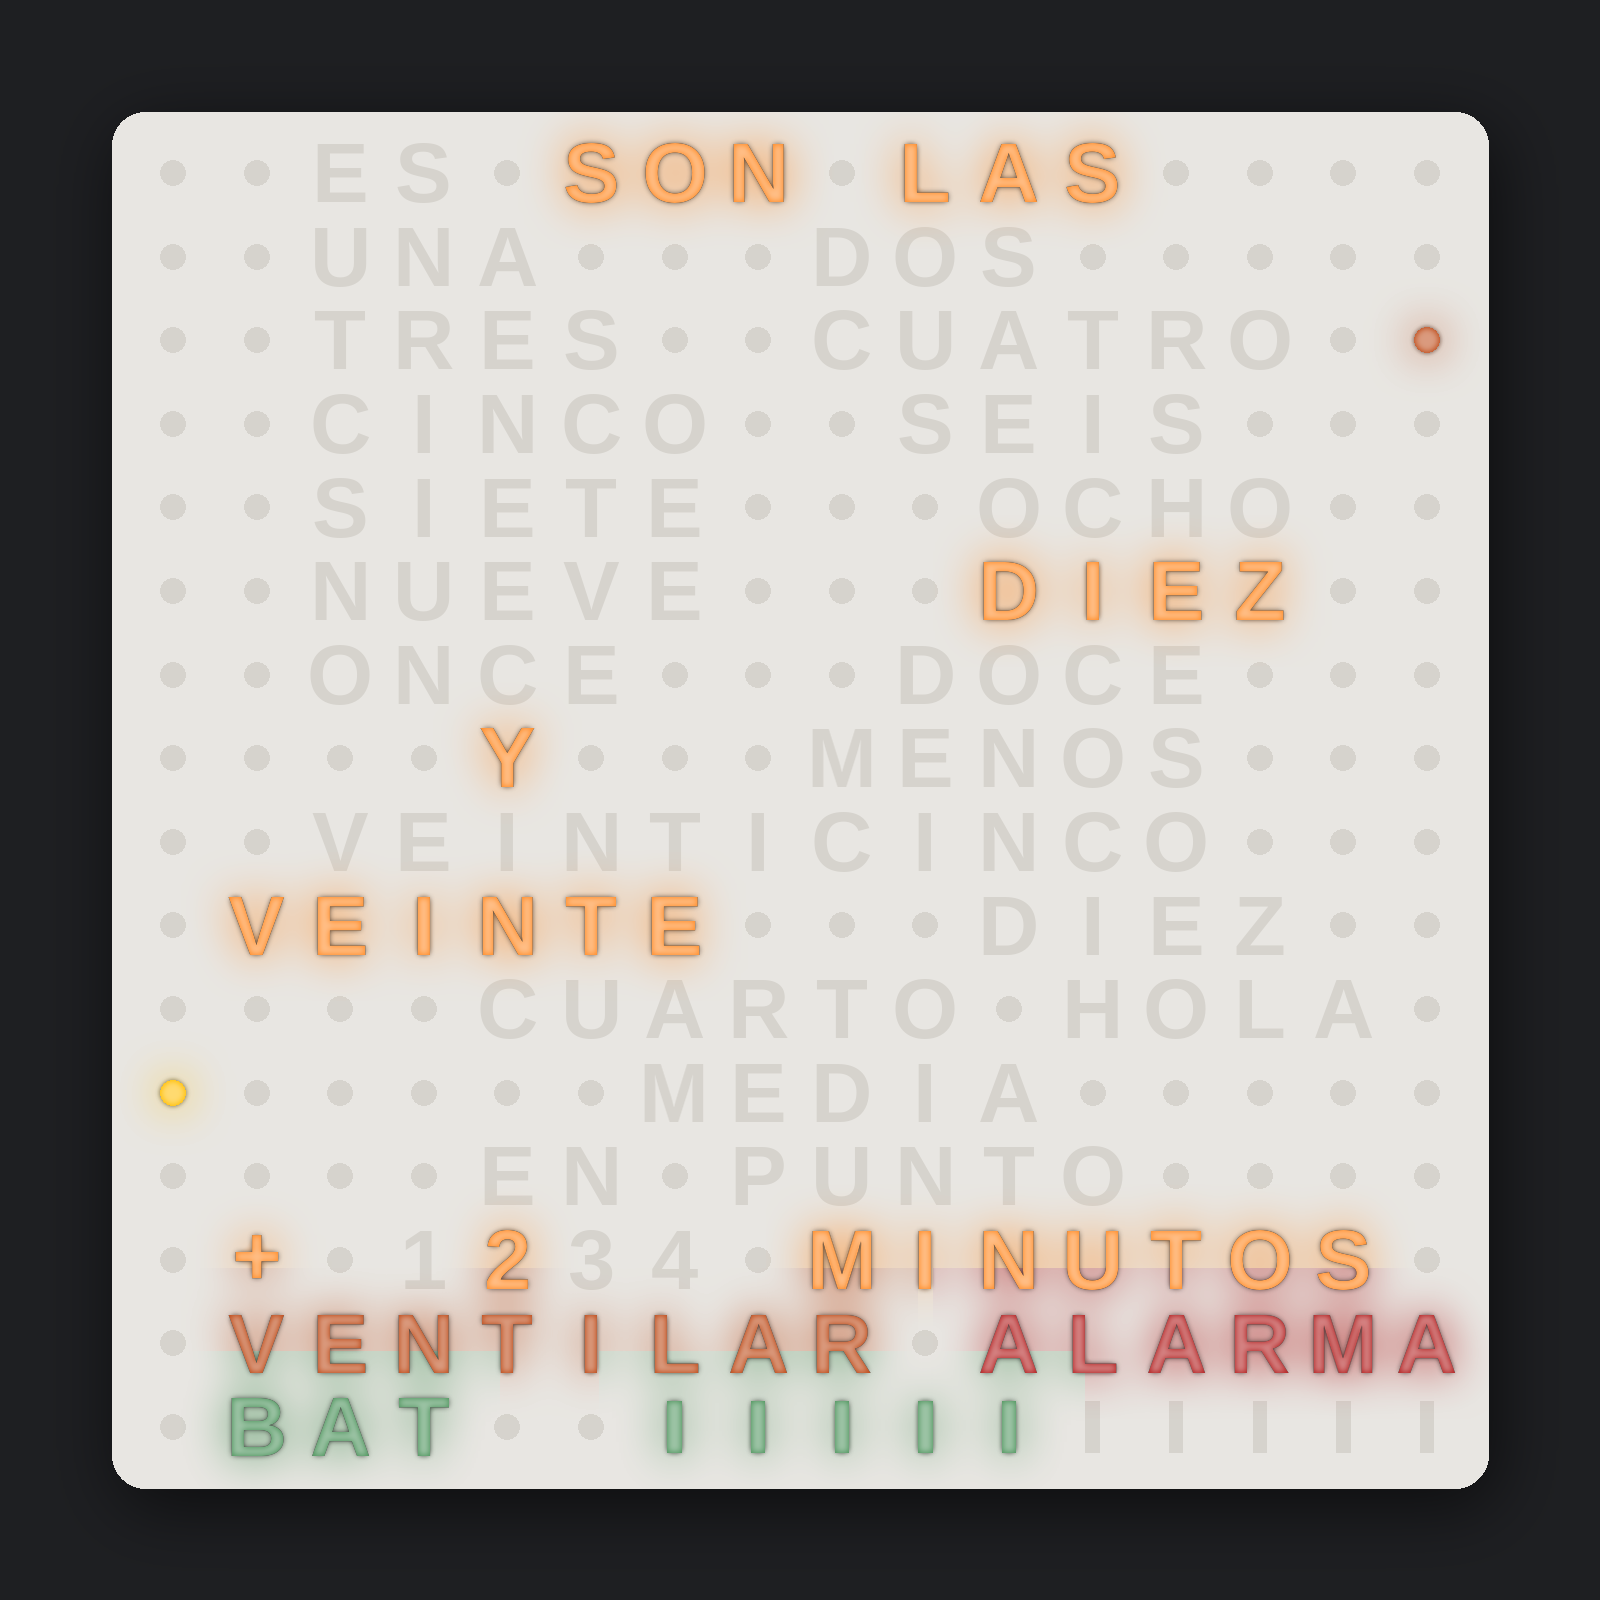 ES SON LAS
UNA DOS
TRES CUATRO
CINCO SEIS
SIETE OCHO
NUEVE DIEZ
ONCE DOCE
Y MENOS
VEINTICINCO
VEINTE DIEZ
CUARTO HOLA
MEDIA
EN PUNTO
+ 1 2 3 4 MINUTOS
VENTILAR ALARMA
BAT I I I I I I I I I I